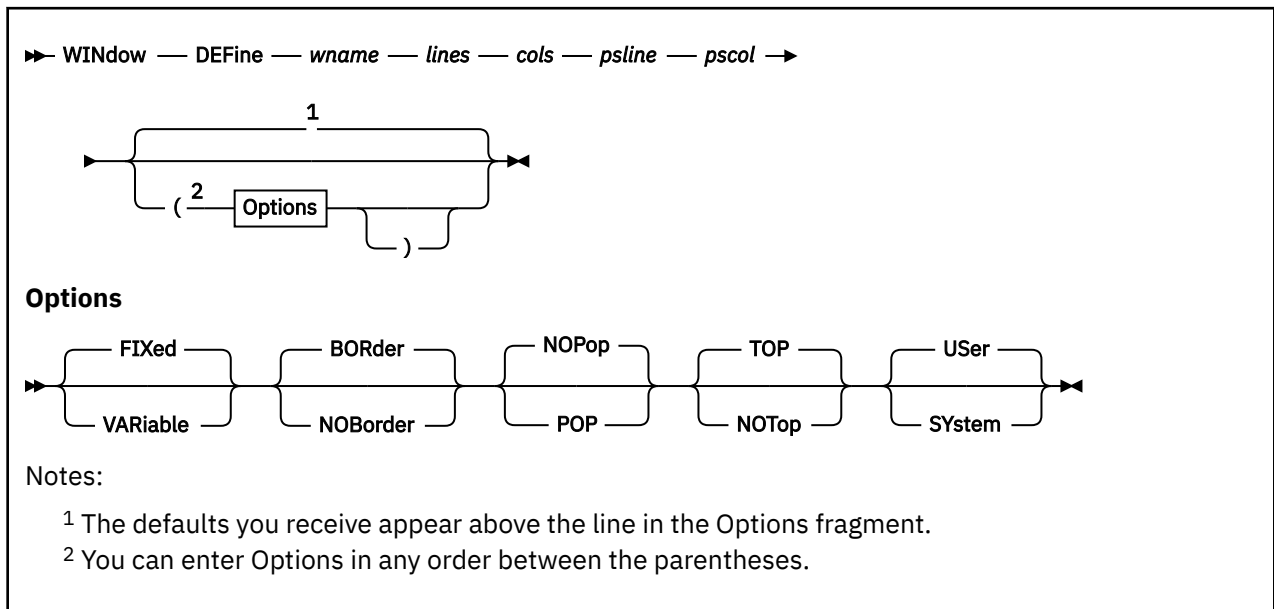 WINdow DEFine wname lines cols psline pscol
1
( 2 Options
)
Options
FIXed BORder NOPop TOP USer
VARiable NOBorder POP NOTop SYstem
Notes:
1 The defaults you receive appear above the line in the Options fragment.
2 You can enter Options in any order between the parentheses.